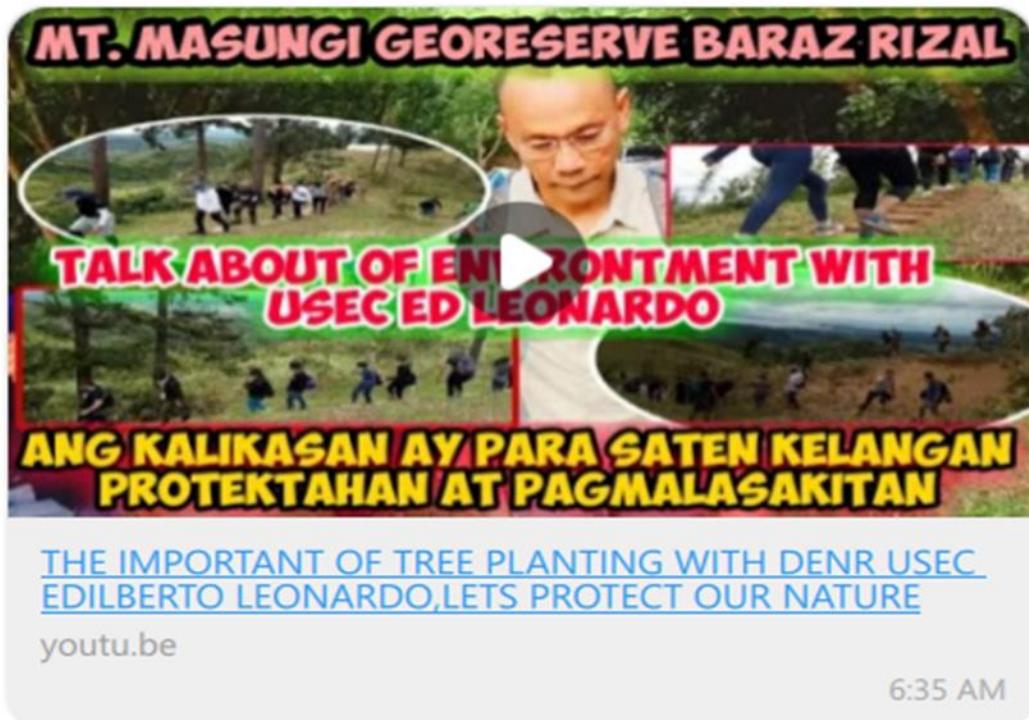 MT. MASUNGI GEORESERVE BARAZ RIZAL
TALK ABOUT OF ENVIRONTMENT WITH
USEC ED LEONARDO
ANG KALIKASAN AY PARA SATEN KELANGAN
PROTEKTAHAN AT PAGMALASAKITAN
THE IMPORTANT OF TREE PLANTING WITH DENR USEC
EDILBERTO LEONARDO,LETS PROTECT OUR NATURE
youtu.be
6:35 AM